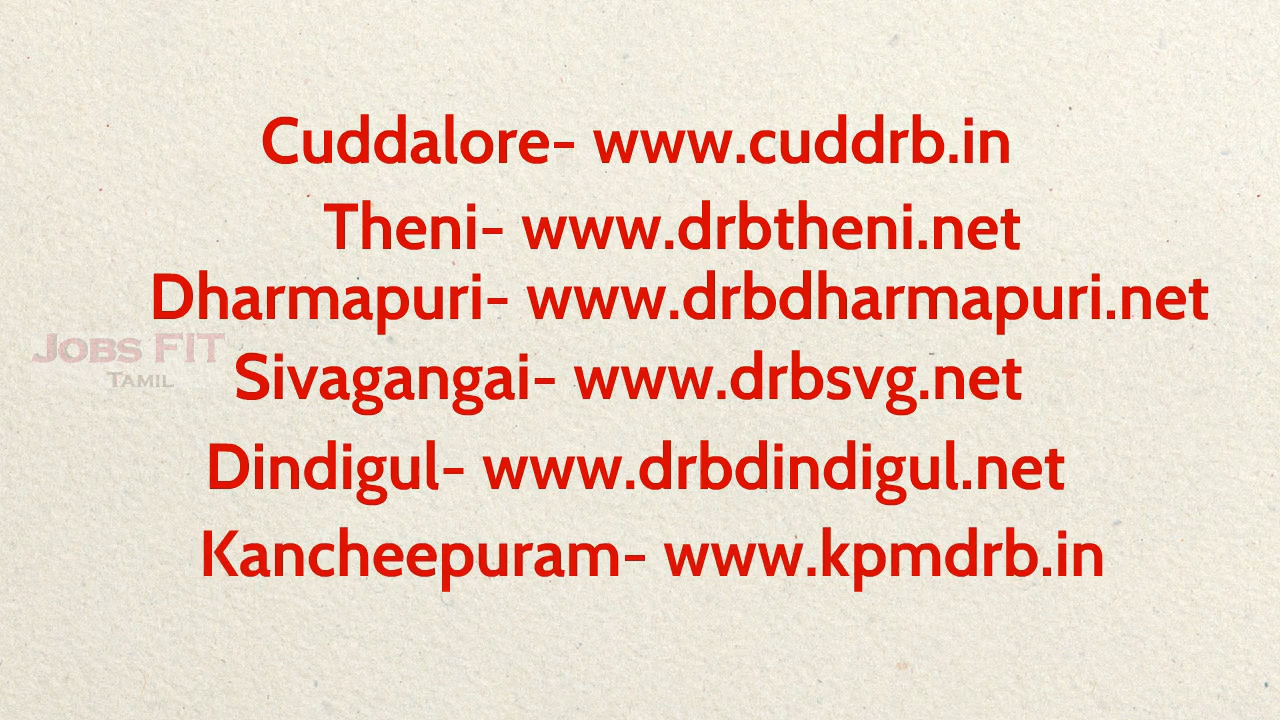 Cuddalore- www.cuddrb.in
Theni- www.drbtheni.net
Dharmapuri- www.drbdharmapuri.net
JOBS FIT
TAMIL
Sivagangai- www.drbsvg.net
Dindigul- www.drbdindigul.net
Kancheepuram- www.kpmdrb.in